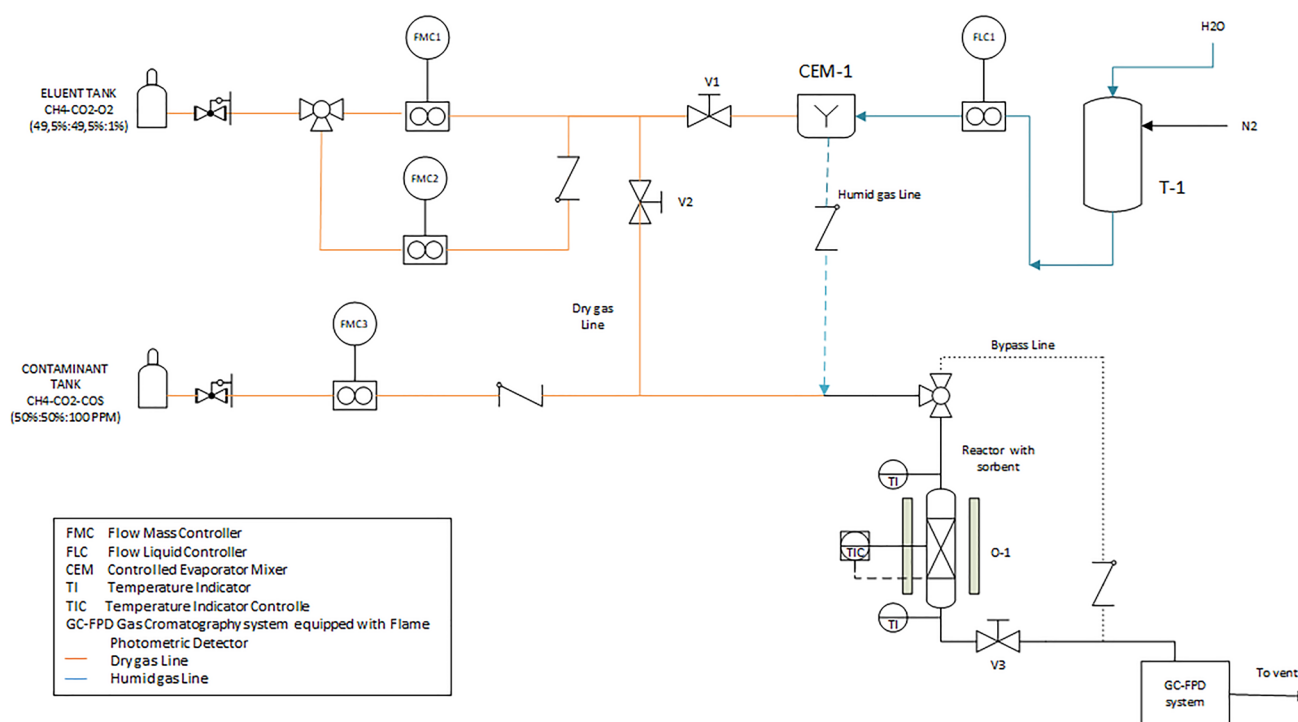 FMC1
FLC1
H2O
ELUENT TANK
CH4-CO2-O2
(49,5%:49,5%:1%)
V1
CEM-1
N2
T-1
FMC2
V2
Humid gas Line
Dry gas
Line
FMC3
CONTAMINANT
TANK
CH4-CO2-COS
(50%:50%:100 PPM)
Bypass Line
Reactor with
sorbent
TI
TIC
O-1
TI
V3
GC-FPD
system
To vent
FMC Flow Mass Controller
FLC Flow Liquid Controller
CEM Controlled Evaporator Mixer
TI Temperature Indicator
TIC Temperature Indicator Controlle
GC-FPD Gas Cromatography system equipped with Flame
Photometric Detector
Dry gas Line
Humid gas Line